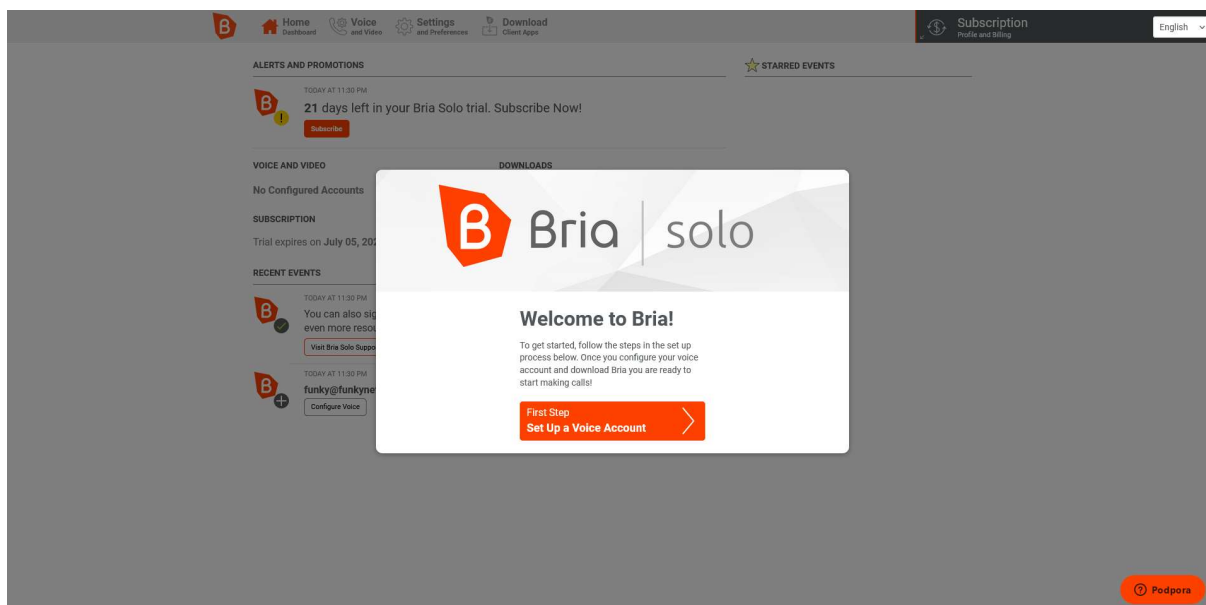 B
Home
Dashboard
Voice
and Video
Settings
and Preferences
Download
Client Apps
Subscription
Profile and Billing
English
ALERTS AND PROMOTIONS
STARRED EVENTS
TODAY AT 11:30 PM
B
!
21 days left in your Bria Solo trial. Subscribe Now!
Subscribe
VOICE AND VIDEO
DOWNLOADS
No Configured Accounts
SUBSCRIPTION
Trial expires on July 05, 202
RECENT EVENTS
TODAY AT 11:30 PM
B
You can also sig
even more resou
Visit Bria Solo Suppo
TODAY AT 11:30 PM
B
funky@funkyne
Configure Voice
B Bria | solo
Welcome to Bria!
To get started, follow the steps in the set up
process below. Once you configure your voice
account and download Bria you are ready to
start making calls!
First Step
Set Up a Voice Account
Podpora